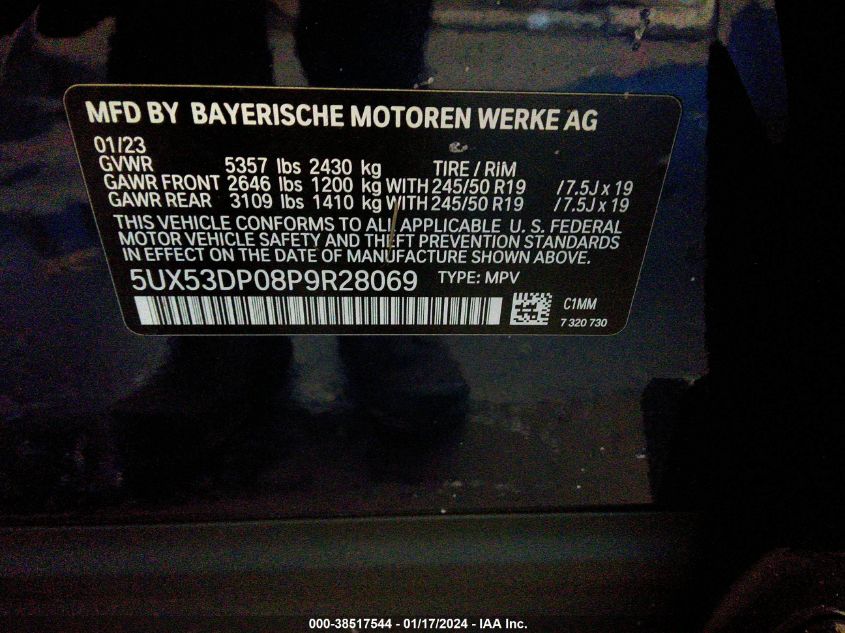 MFD BY BAYERISCHE MOTOREN WERKE AG
01/23
GVWR 5357 lbs 2430 kg TIRE / RIM
GAWR FRONT 2646 lbs 1200 kg WITH 245/50 R19 / 7.5J x 19
GAWR REAR 3109 lbs 1410 kg WITH 245/50 R19 / 7.5J x 19
THIS VEHICLE CONFORMS TO ALL APPLICABLE U. S. FEDERAL
MOTOR VEHICLE SAFETY AND THEFT PREVENTION STANDARDS
IN EFFECT ON THE DATE OF MANUFACTURE SHOWN ABOVE.
5UX53DP08P9R28069 TYPE: MPV
C1MM
7 320 730
000-38517544 - 01/17/2024 - IAA Inc.